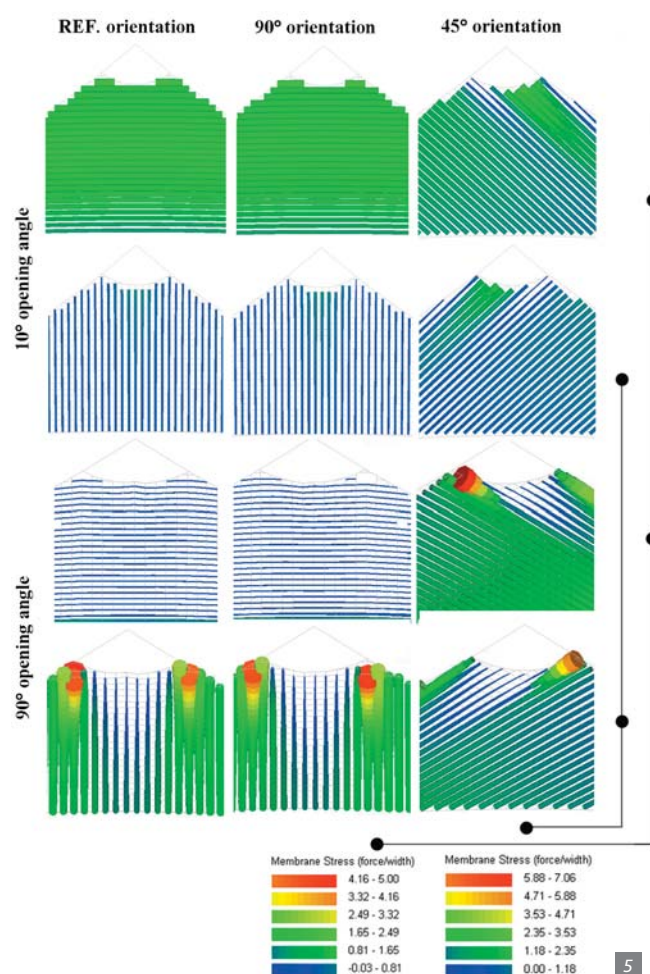 REF. orientation
90° orientation
45° orientation
10° opening angle
90° opening angle
Membrane Stress (force/width)
4.16 - 5.00
3.32 - 4.16
2.49 - 3.32
1.65 - 2.49
0.81 - 1.65
-0.03 - 0.81
Membrane Stress (force/width)
5.88 - 7.06
4.71 - 5.88
3.53 - 4.71
2.35 - 3.53
1.18 - 2.35
0.00 - 1.18
5